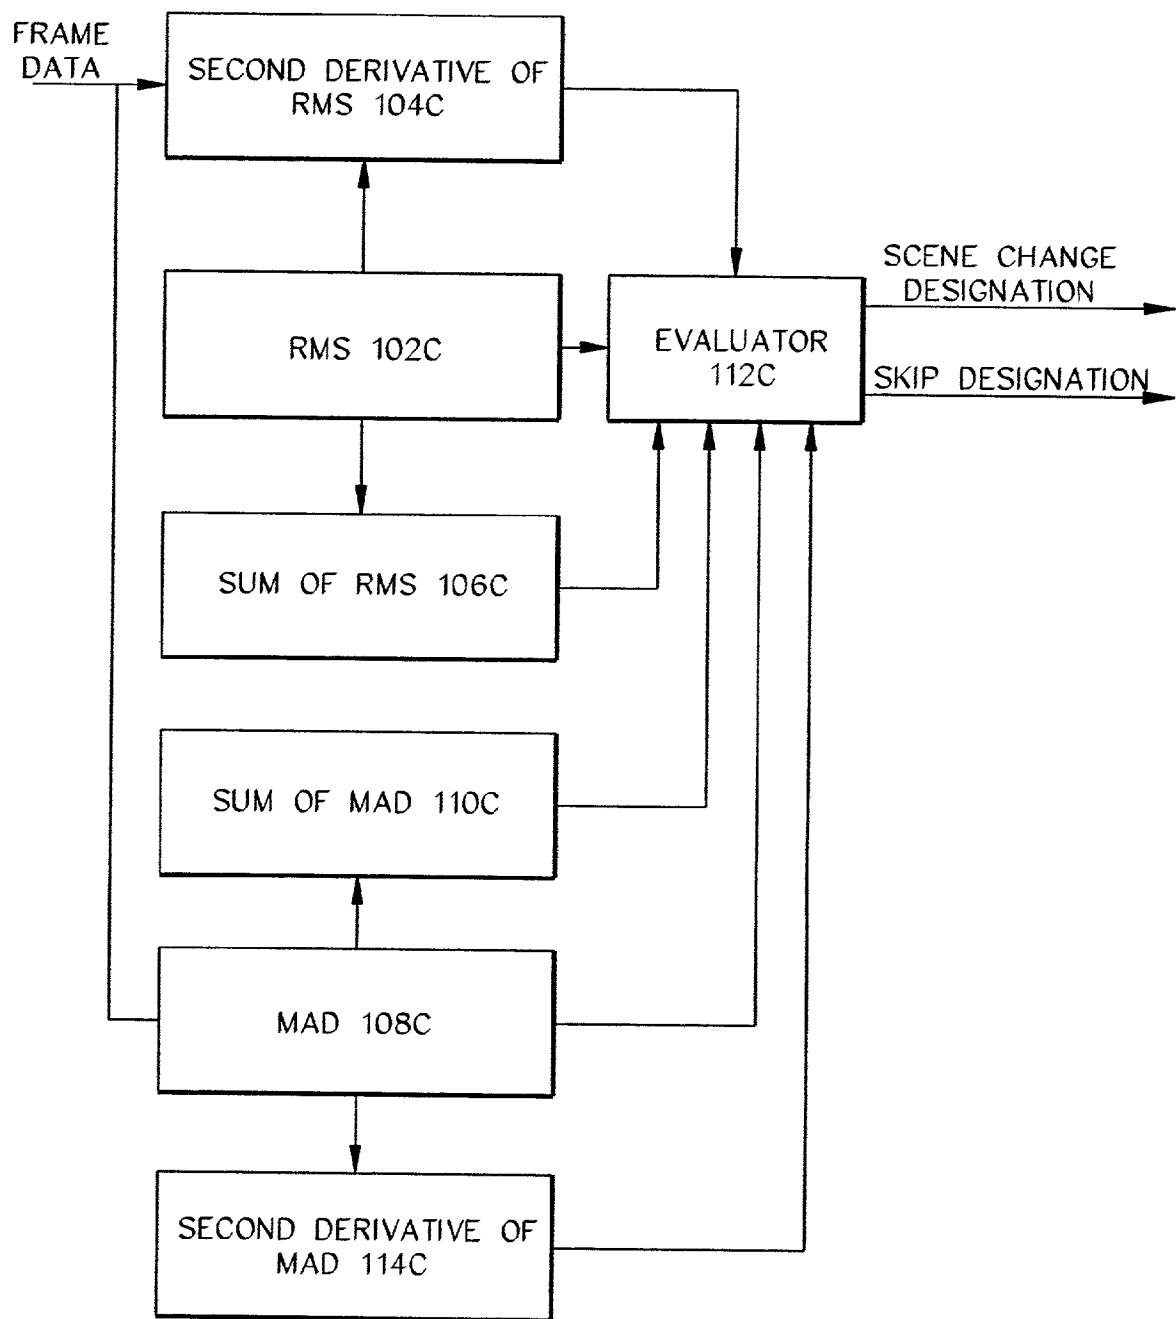 FRAME
DATA
SECOND DERIVATIVE OF
RMS 104C
RMS 102C
EVALUATOR
112C
SCENE CHANGE
DESIGNATION
SKIP DESIGNATION
SUM OF RMS 106C
SUM OF MAD 110C
MAD 108C
SECOND DERIVATIVE OF
MAD 114C